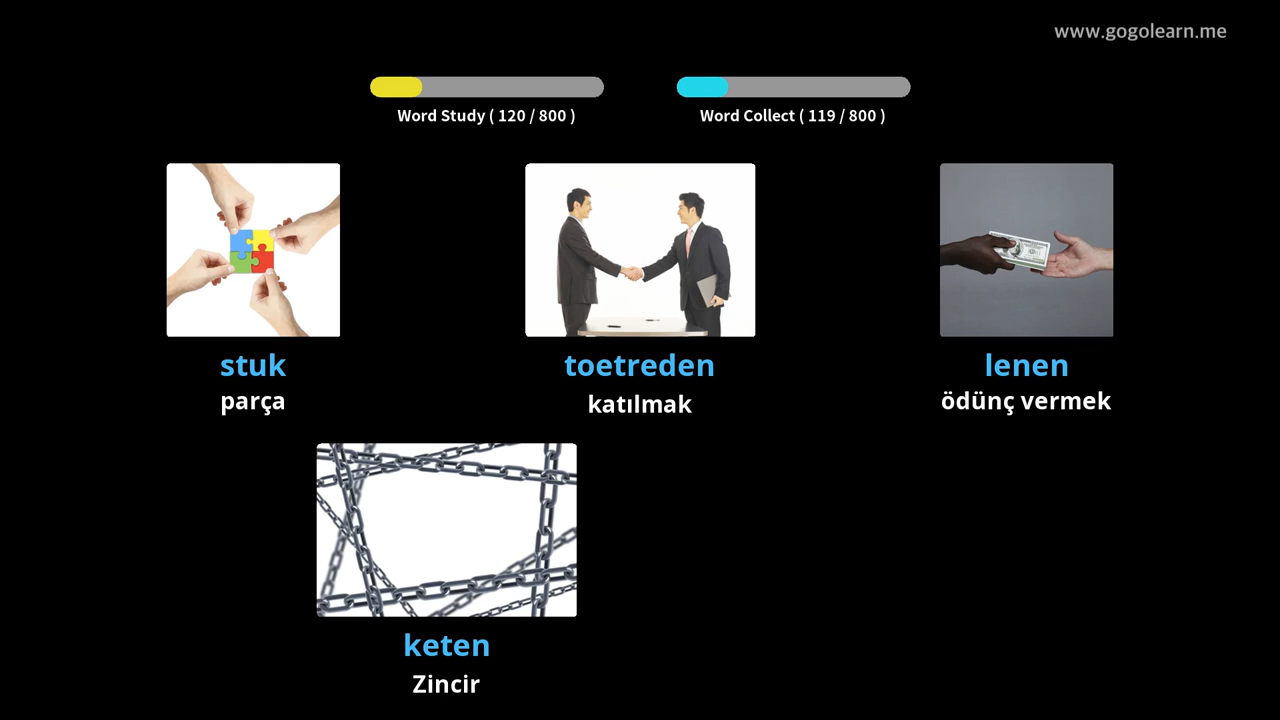 www.gogolearn.me
Word Study ( 120 / 800 )
Word Collect ( 119 / 800 )
stuk
parça
toetreden
katılmak
lenen
ödünç vermek
keten
Zincir